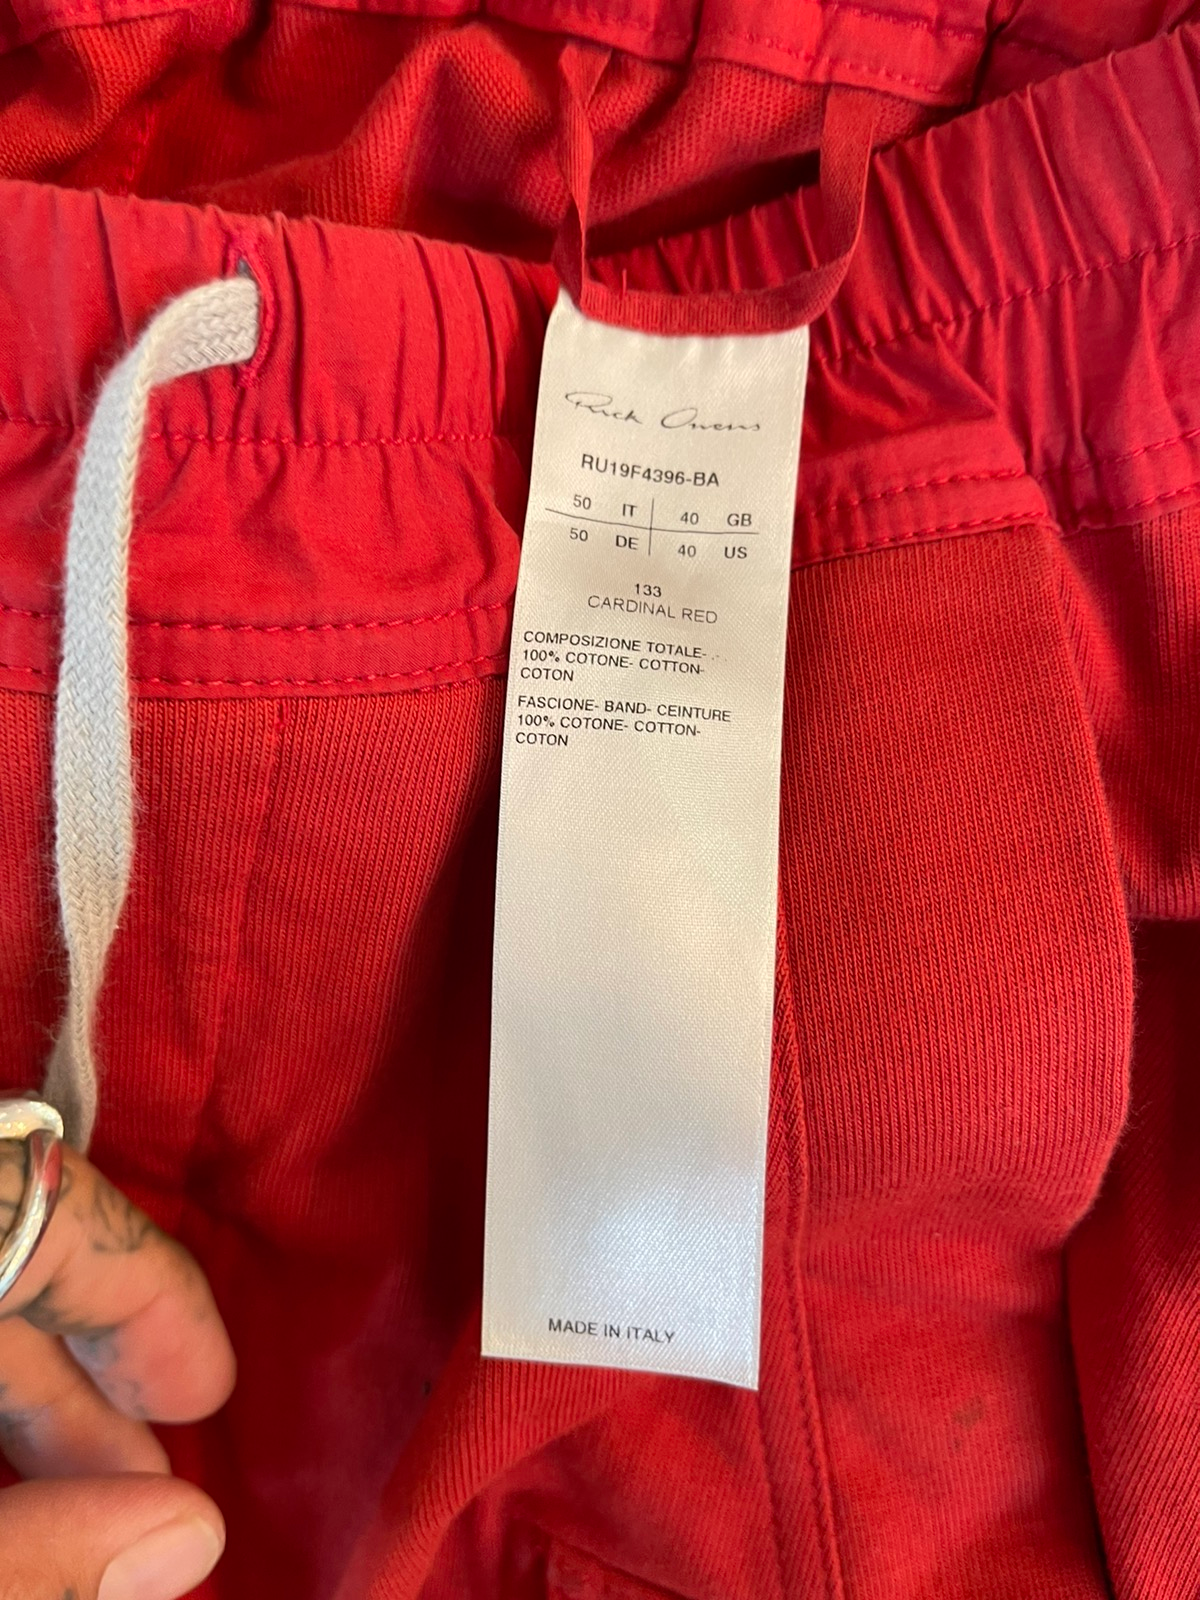 Rick Owens
RU19F4396-BA
50 IT 40 GB
50 DE 40 US
133
CARDINAL RED
COMPOSIZIONE TOTALE-
100% COTONE- COTTON-
COTON
FASCIONE- BAND- CEINTURE
100% COTONE- COTTON-
COTON
MADE IN ITALY